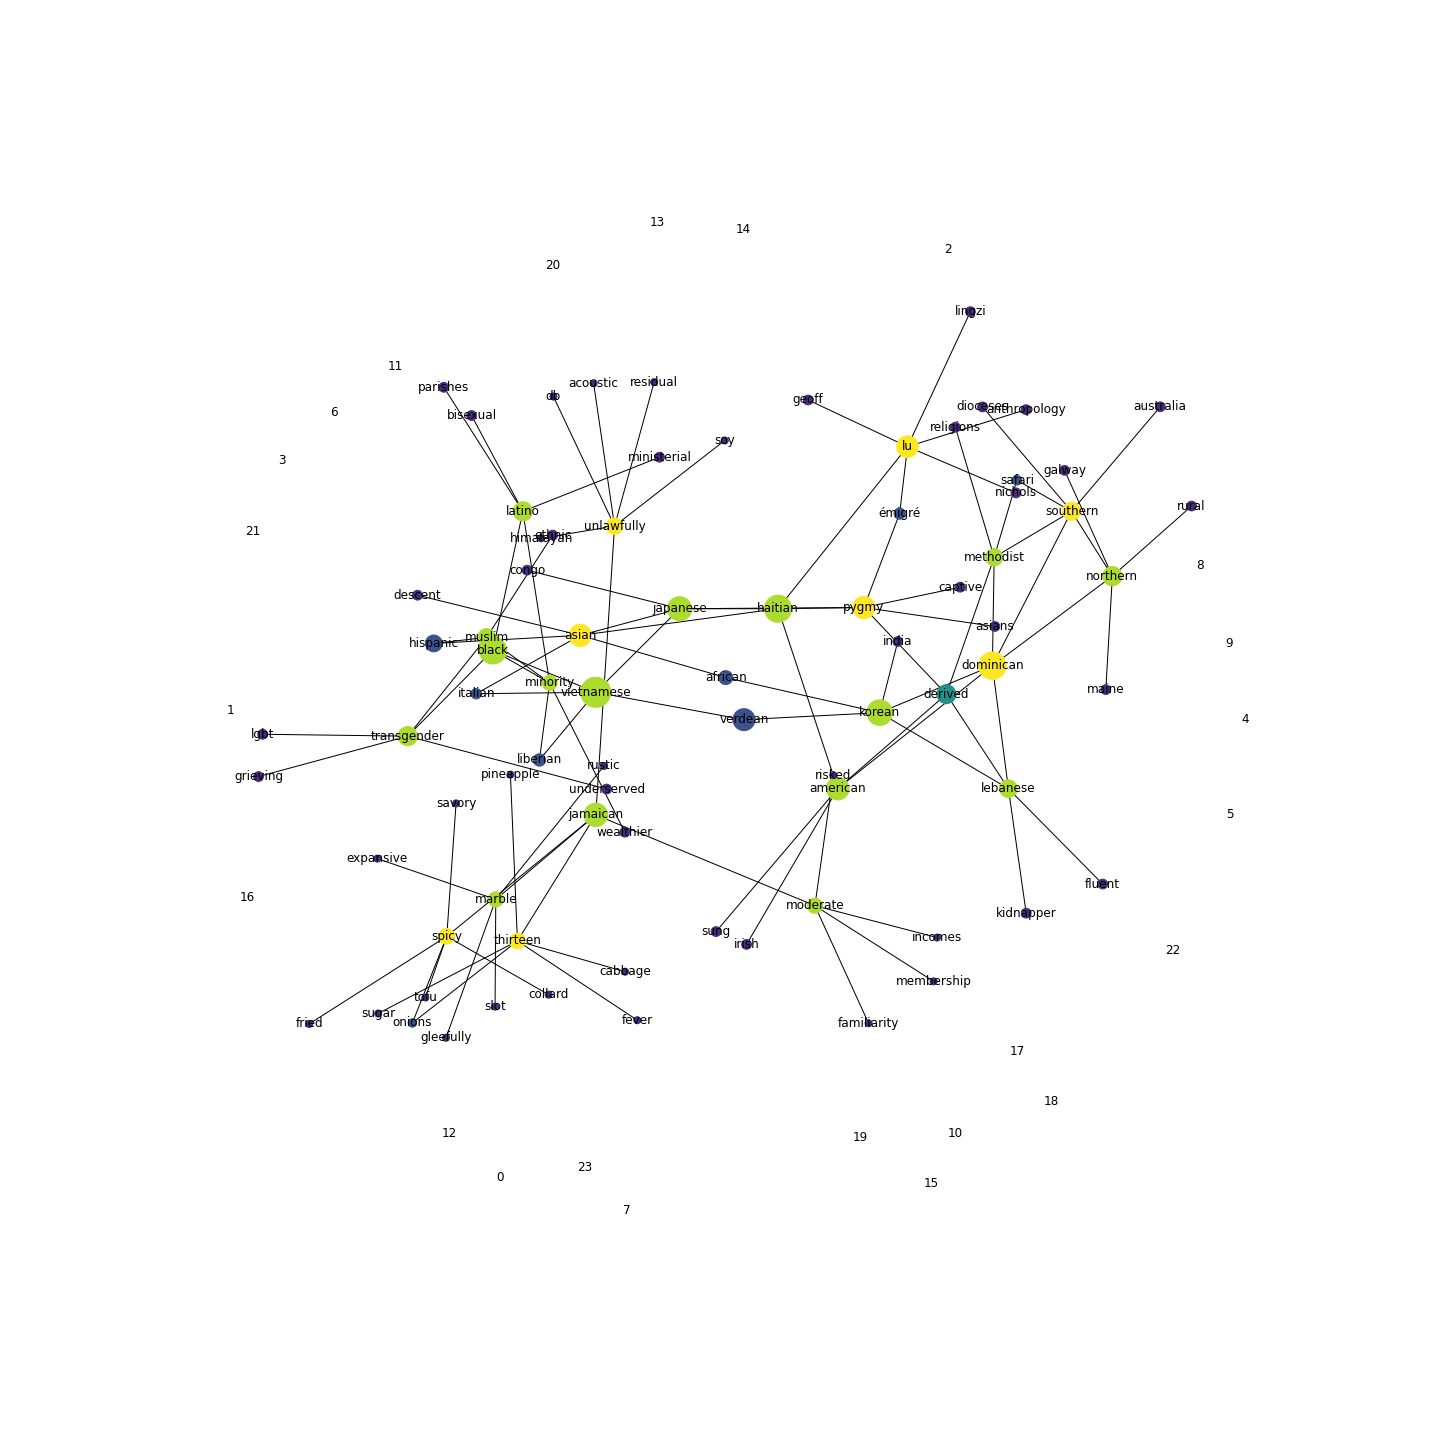 13
14
2
20
lingzi
11
parishes
db
acoustic
residual
geoff
dioceses
anthropology
australia
6
bisexual
religions
soy
lu
3
ministerial
galway
safari
nichols
latino
émigré
southern
rural
21
unlawfully
ethnic
himalayan
methodist
8
congo
northern
descent
captive
japanese
haitian
pygmy
asians
muslim
asian
hispanic
india
9
black
dominican
african
minority
italian
vietnamese
derived
maine
1
verdean
korean
4
lgbt
transgender
liberian
rustic
grieving
pineapple
risked
underserved
american
lebanese
savory
jamaican
5
wealthier
expansive
fluent
16
marble
moderate
kidnapper
spicy
thirteen
sung
irish
incomes
22
cabbage
membership
tofu
collard
slot
sugar
onions
fried
fever
familiarity
gleefully
17
18
12
19
10
23
0
15
7